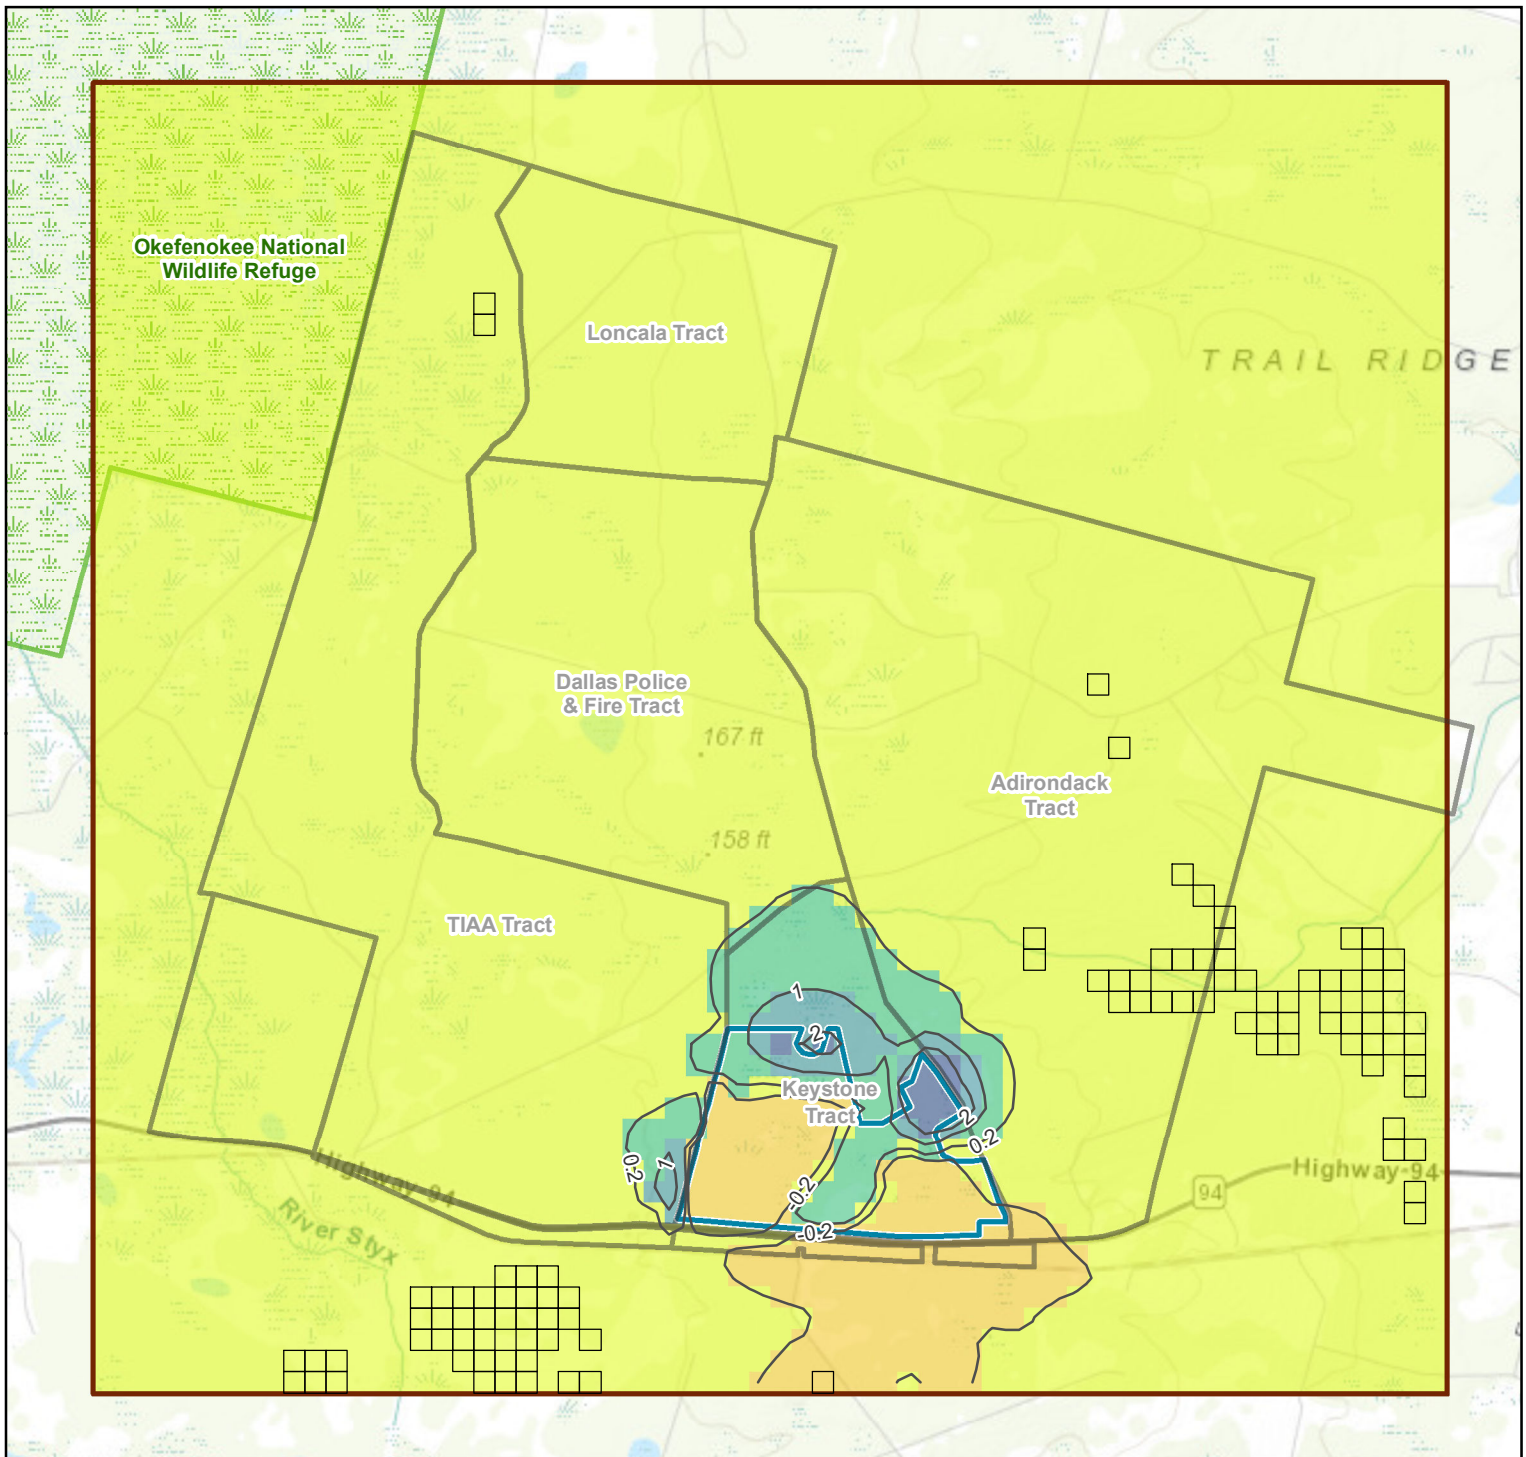 Okefenokee National
Wildlife Refuge
Loncala Tract
TRAIL RIDGE
Dallas Police
& Fire Tract
167 ft
Adirondack
Tract
158 ft
TIAA Tract
1
2
Keystone
Tract
2
0.2
0.2
1
-0.2
-0.2
Highway 94
94
Highway 94
River Styx